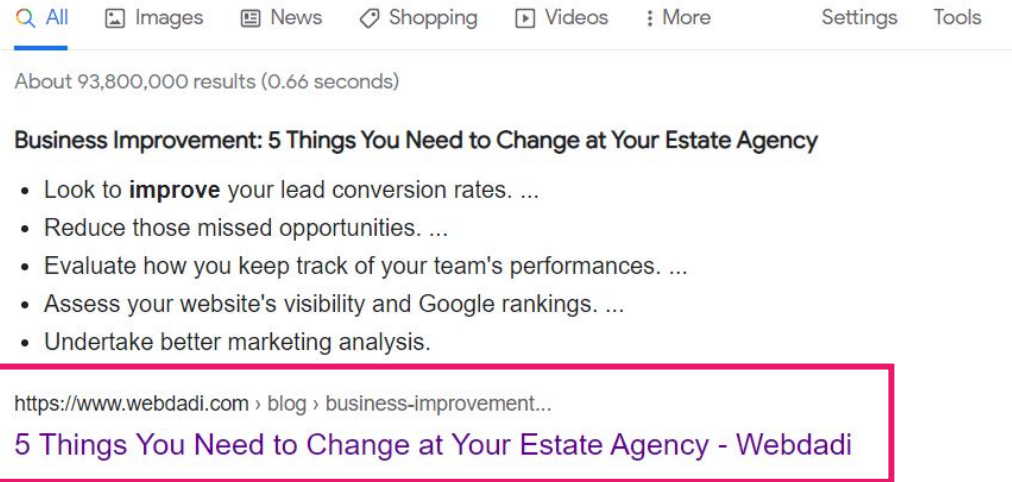 All Images News Shopping Videos More Settings Tools
About 93,800,000 results (0.66 seconds)
Business Improvement: 5 Things You Need to Change at Your Estate Agency
• Look to improve your lead conversion rates. ...
• Reduce those missed opportunities. ...
• Evaluate how you keep track of your team's performances. ...
• Assess your website's visibility and Google rankings. ...
• Undertake better marketing analysis.
https://www.webdadi.com › blog › business-improvement...
5 Things You Need to Change at Your Estate Agency - Webdadi